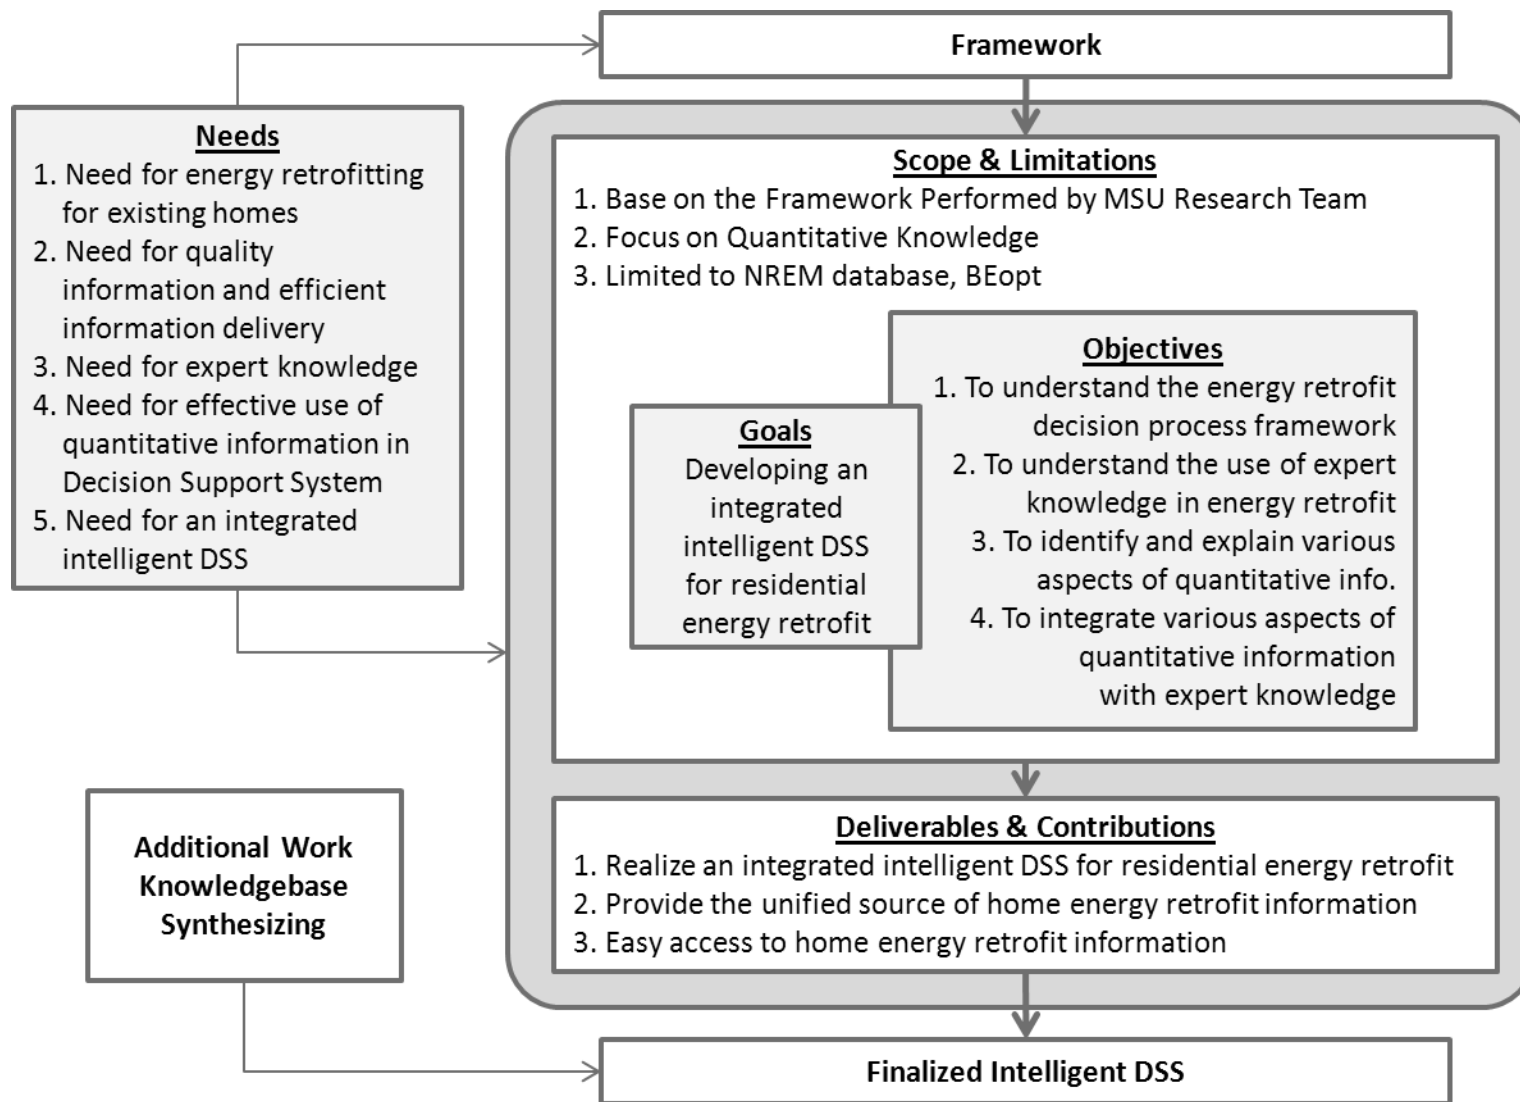 Framework
Needs
1. Need for energy retrofitting
for existing homes
2. Need for quality
information and efficient
information delivery
3. Need for expert knowledge
4. Need for effective use of
quantitative information in
Decision Support System
5. Need for an integrated
intelligent DSS
Scope & Limitations
1. Base on the Framework Performed by MSU Research Team
2. Focus on Quantitative Knowledge
3. Limited to NREM database, BEopt
Goals
Developing an
integrated
intelligent DSS
for residential
energy retrofit
Objectives
1. To understand the energy retrofit
decision process framework
2. To understand the use of expert
knowledge in energy retrofit
3. To identify and explain various
aspects of quantitative info.
4. To integrate various aspects of
quantitative information
with expert knowledge
Additional Work
Knowledgebase
Synthesizing
Deliverables & Contributions
1. Realize an integrated intelligent DSS for residential energy retrofit
2. Provide the unified source of home energy retrofit information
3. Easy access to home energy retrofit information
Finalized Intelligent DSS